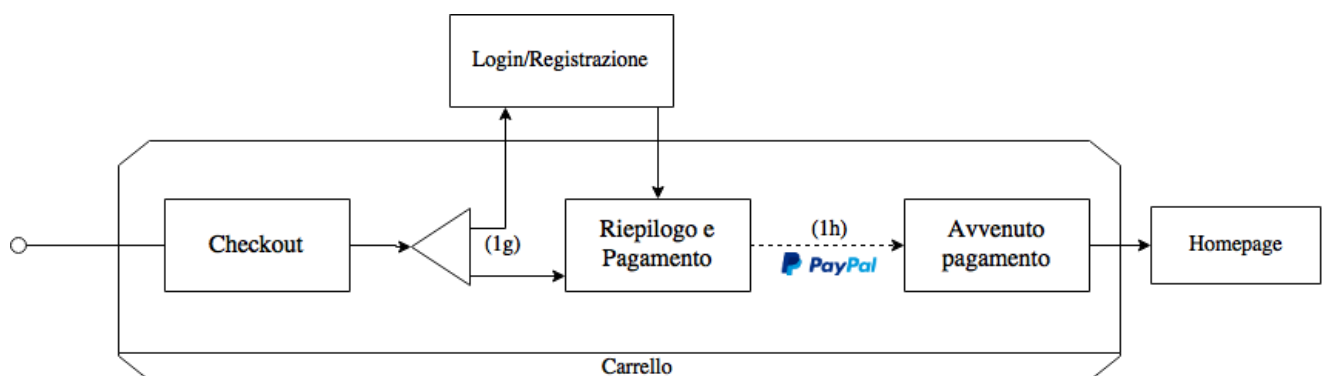 Login/Registrazione
Checkout
(1g)
Riepilogo e
Pagamento
(1h)
PayPal
Avvenuto
pagamento
Homepage
Carrello